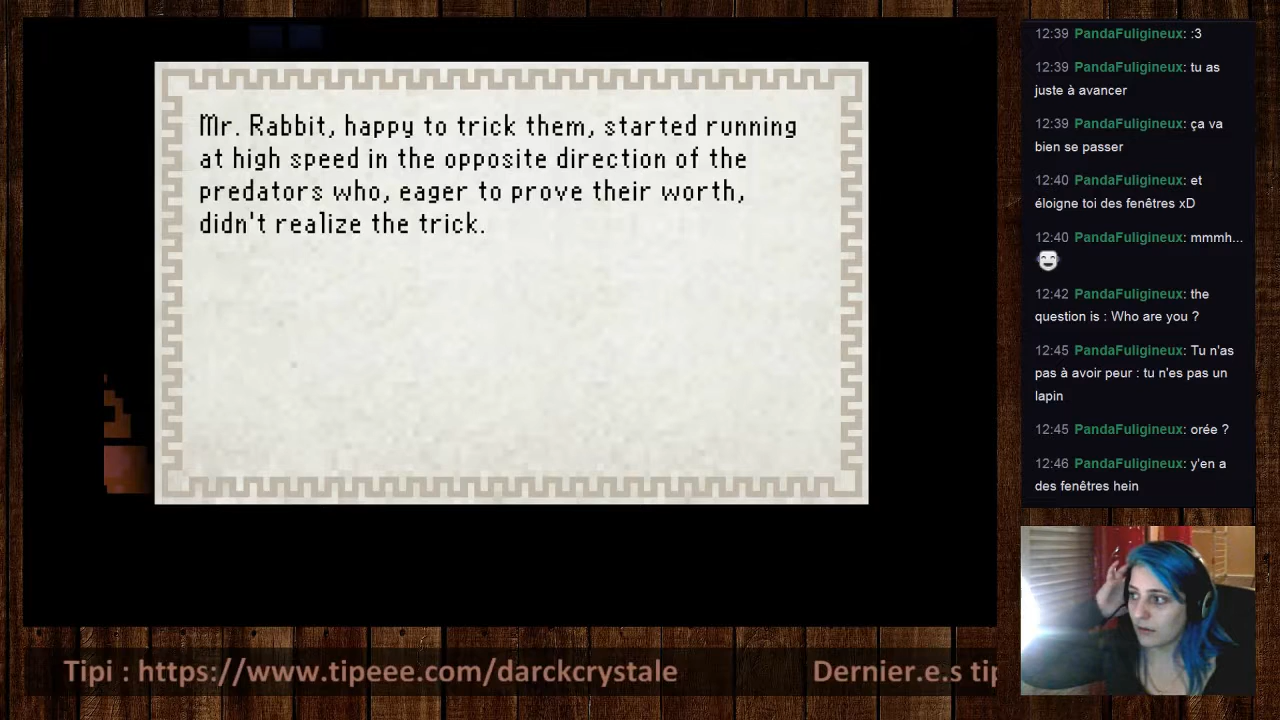 Mr. Rabbit, happy to trick them, started running
at high speed in the opposite direction of the
predators who, eager to prove their worth,
didn't realize the trick.
12:39 PandaFuligineux: :3
12:39 PandaFuligineux: tu as
juste à avancer
12:39 PandaFuligineux: ça va
bien se passer
12:40 PandaFuligineux: et
éloigne toi des fenêtres xD
12:40 PandaFuligineux: mmmh...
12:42 PandaFuligineux: the
question is : Who are you ?
12:45 PandaFuligineux: Tu n'as
pas à avoir peur : tu n'es pas un
lapin
12:45 PandaFuligineux: orée ?
12:46 PandaFuligineux: y'en a
des fenêtres hein
Tipi : https://www.tipeee.com/darckcrystale Dernier.e.s tip